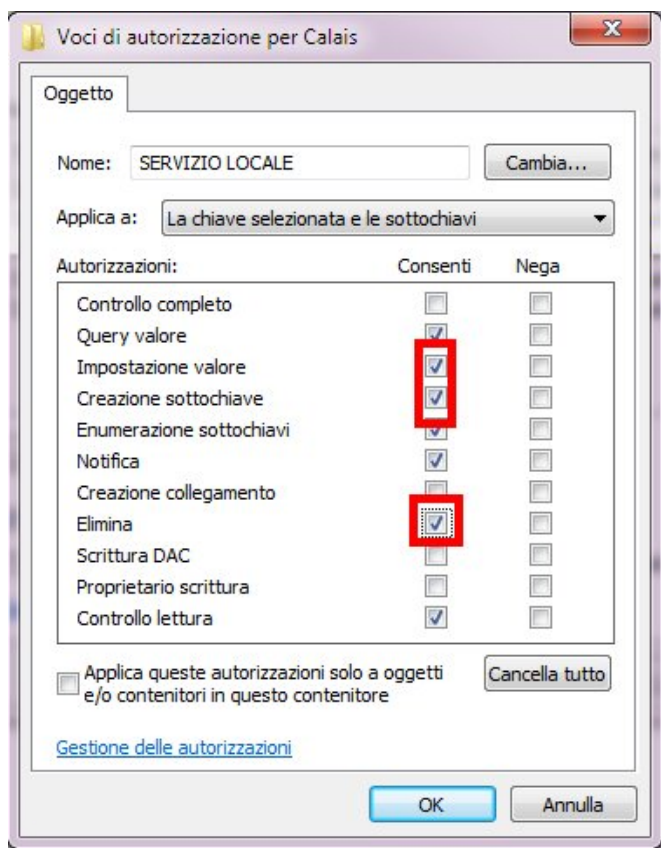 Voci di autorizzazione per Calais
Oggetto
Nome: SERVIZIO LOCALE Cambia...
Applica a: La chiave selezionata e le sottochiavi
Autorizzazioni: Consenti Nega
Controllo completo
Query valore
Impostazione valore
Creazione sottochiave
Enumerazione sottochiavi
Notifica
Creazione collegamento
Elimina
Scrittura DAC
Proprietario scrittura
Controllo lettura
Applica queste autorizzazioni solo a oggetti
e/o contenitori in questo contenitore
Cancella tutto
Gestione delle autorizzazioni
OK Annulla